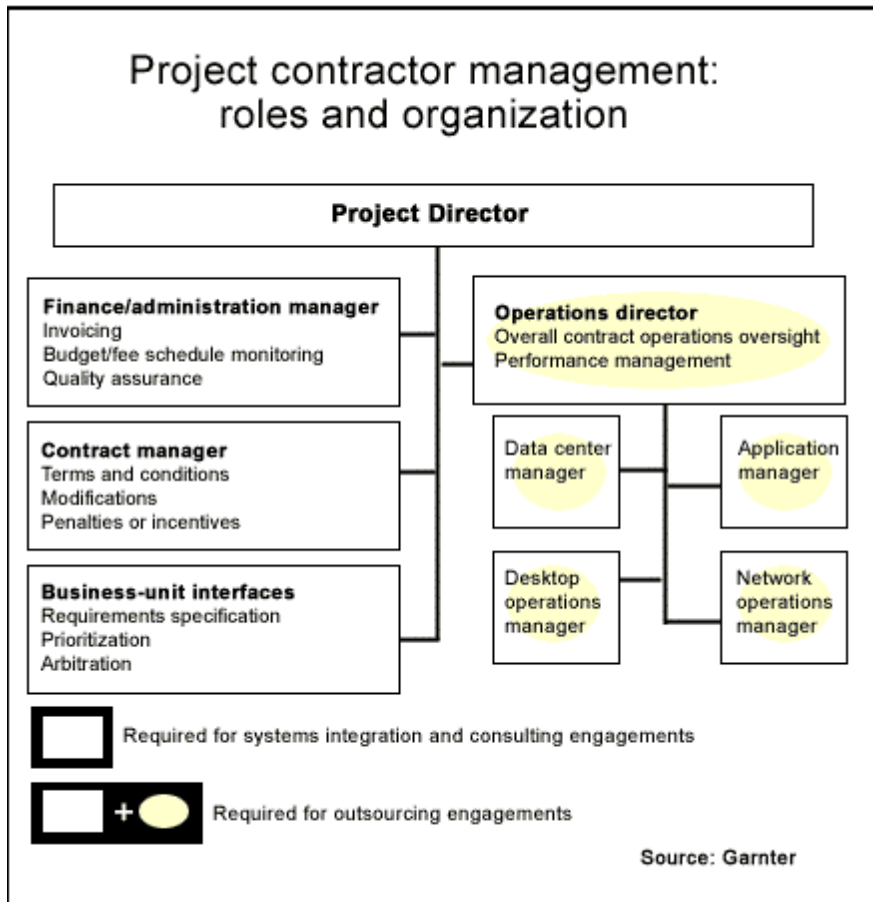 Project contractor management:
roles and organization
Project Director
Finance/administration manager
Invoicing
Budget/fee schedule monitoring
Quality assurance
Operations director
Overall contract operations oversight
Performance management
Contract manager
Terms and conditions
Modifications
Penalties or incentives
Data center
manager
Application
manager
Business-unit interfaces
Requirements specification
Prioritization
Arbitration
Desktop
operations
manager
Network
operations
manager
Required for systems integration and consulting engagements
+
Required for outsourcing engagements
Source: Garnter